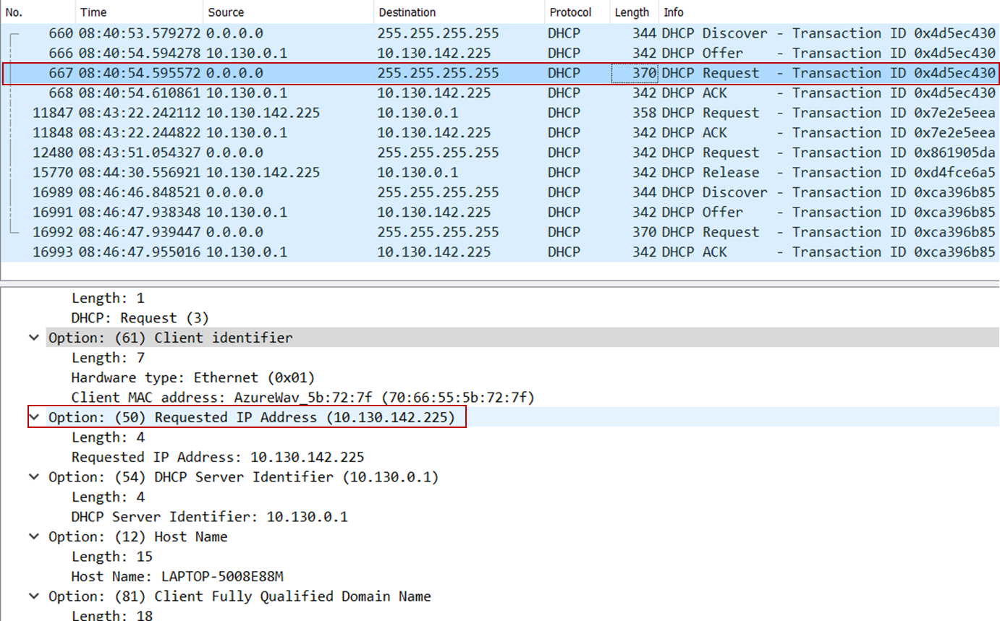 No. Time Source Destination Protocol Length Info
660 08:40:53.579272 0.0.0.0 255.255.255.255 DHCP 344 DHCP Discover - Transaction ID 0x4d5ec430
666 08:40:54.594278 10.130.0.1 10.130.142.225 DHCP 342 DHCP Offer - Transaction ID 0x4d5ec430
667 08:40:54.595572 0.0.0.0 255.255.255.255 DHCP 370 DHCP Request - Transaction ID 0x4d5ec430
668 08:40:54.610861 10.130.0.1 10.130.142.225 DHCP 342 DHCP ACK - Transaction ID 0x4d5ec430
11847 08:43:22.242112 10.130.142.225 10.130.0.1 DHCP 358 DHCP Request - Transaction ID 0x7e2e5eea
11848 08:43:22.244822 10.130.0.1 10.130.142.225 DHCP 342 DHCP ACK - Transaction ID 0x7e2e5eea
12480 08:43:51.054327 0.0.0.0 255.255.255.255 DHCP 342 DHCP Request - Transaction ID 0x861905da
15770 08:44:30.556921 10.130.142.225 10.130.0.1 DHCP 342 DHCP Release - Transaction ID 0xd4fce6a5
16989 08:46:46.848521 0.0.0.0 255.255.255.255 DHCP 344 DHCP Discover - Transaction ID 0xca396b85
16991 08:46:47.938348 10.130.0.1 10.130.142.225 DHCP 342 DHCP Offer - Transaction ID 0xca396b85
16992 08:46:47.939447 0.0.0.0 255.255.255.255 DHCP 370 DHCP Request - Transaction ID 0xca396b85
16993 08:46:47.955016 10.130.0.1 10.130.142.225 DHCP 342 DHCP ACK - Transaction ID 0xca396b85
Length: 1
DHCP: Request (3)
Option: (61) Client identifier
Length: 7
Hardware type: Ethernet (0x01)
Client MAC address: AzureWav_5b:72:7f (70:66:55:5b:72:7f)
Option: (50) Requested IP Address (10.130.142.225)
Length: 4
Requested IP Address: 10.130.142.225
Option: (54) DHCP Server Identifier (10.130.0.1)
Length: 4
DHCP Server Identifier: 10.130.0.1
Option: (12) Host Name
Length: 15
Host Name: LAPTOP-5008E88M
Option: (81) Client Fully Qualified Domain Name
Length: 18